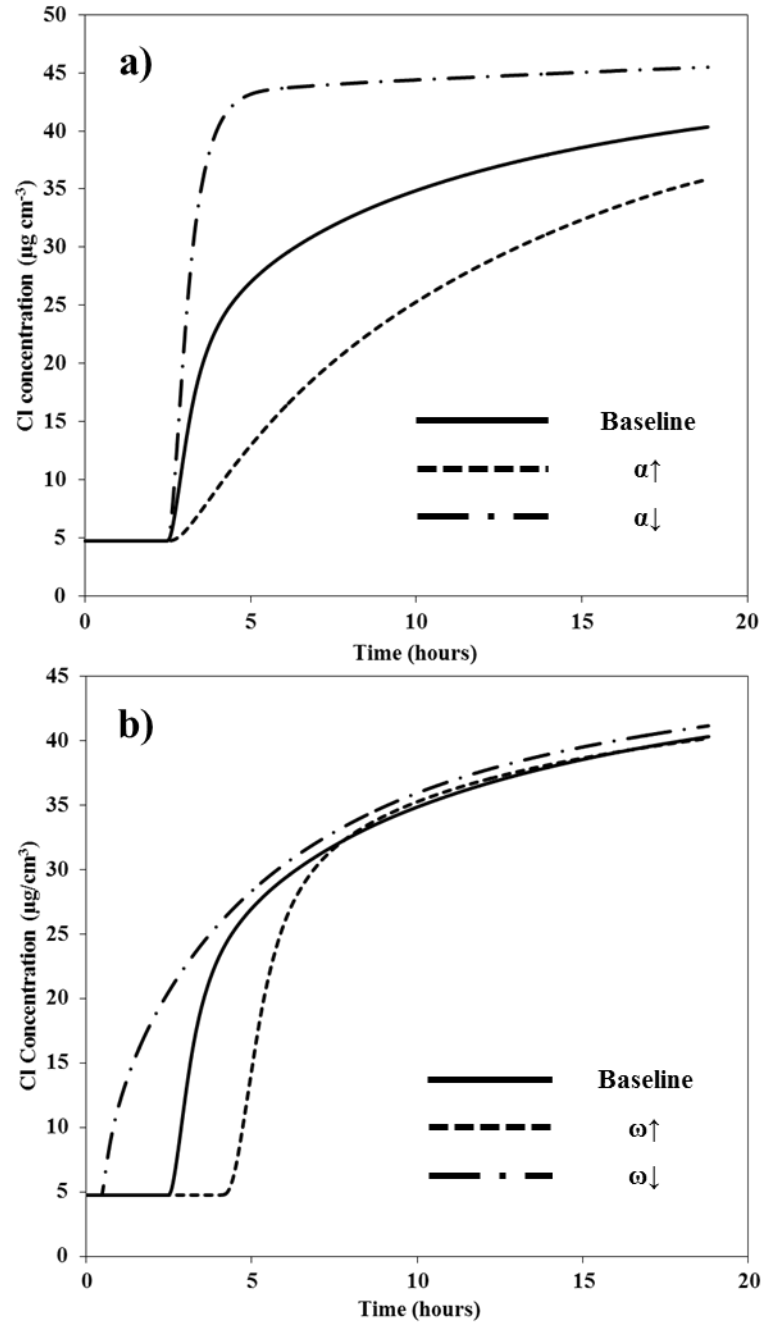 50
45
40
35
30
25
20
15
10
5
0
a)
Cl concentration (µg cm-3)
Baseline
α↑
α↓
0
5
10
15
20
Time (hours)
45
40
35
30
25
20
15
10
5
0
b)
Cl Concentration (µg/cm³)
Baseline
ω↑
ω↓
0
5
10
15
20
Time (hours)